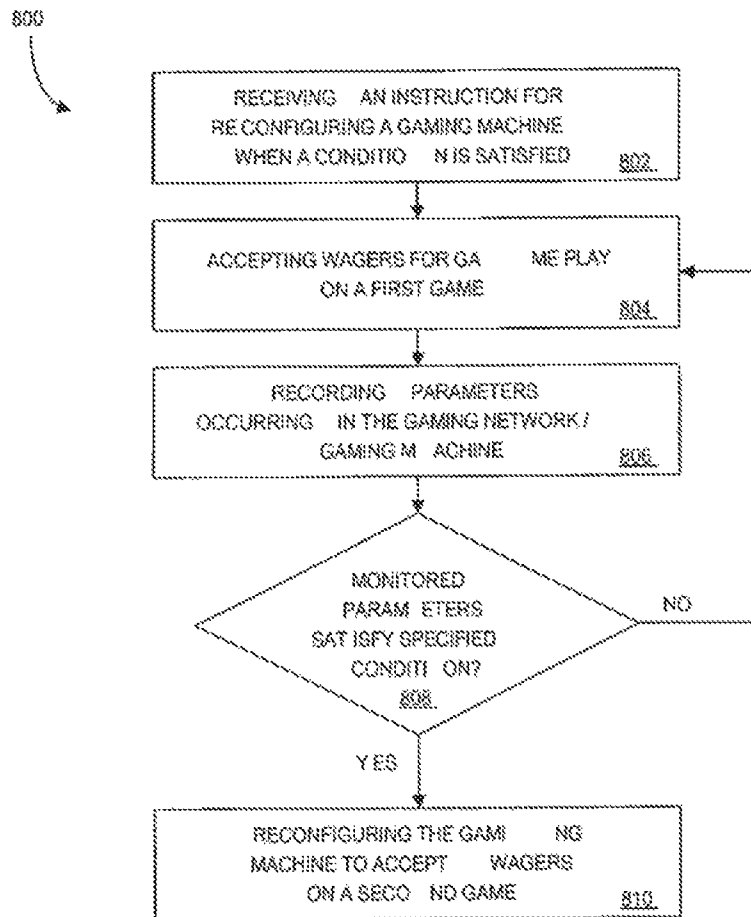 800
RECEIVING AN INSTRUCTION FOR
RE CONFIGURING A GAMING MACHINE
WHEN A CONDITIO N IS SATISFIED
802
ACCEPTING WAGERS FOR GA ME PLAY
ON A FIRST GAME
804
RECORDING PARAMETERS
OCCURRING IN THE GAMING NETWORK /
GAMING M ACHINE
806
MONITORED
PARAM ETERS
SAT ISFY SPECIFIED
CONDITI ON?
808
NO
Y ES
RECONFIGURING THE GAMI NG
MACHINE TO ACCEPT WAGERS
ON A SECO ND GAME
810